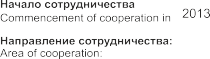 Начало сотрудничества
Commencement of cooperation in 2013
Направление сотрудничества:
Area of cooperation: